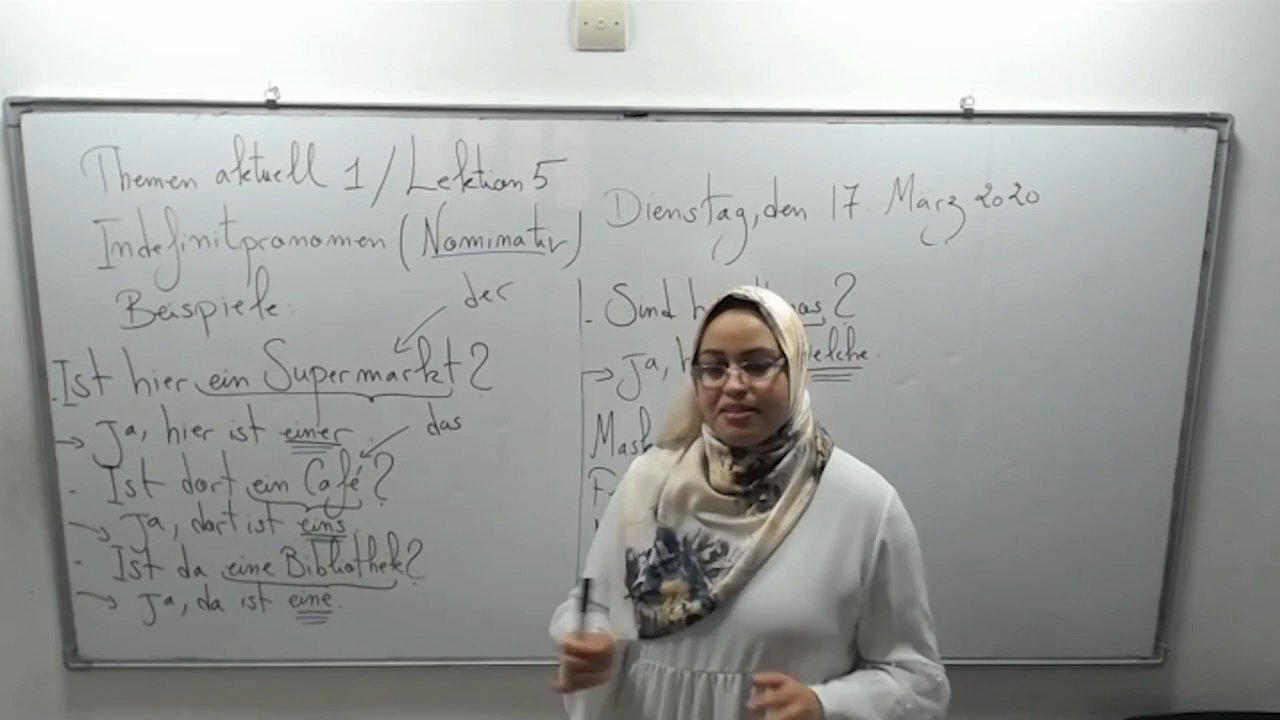 Themen aktuell 1 / Lektion 5
Indefinitpronomen (Nominativ)
Beispiele:
der
. Ist hier ein Supermarkt?
→ Ja, hier ist einer.
das
- Ist dort ein Café?
→ Ja, dort ist eins.
- Ist da eine Bibliothek?
→ Ja, da ist eine.
Dienstag, den 17. März 2020
- Sind ?
→ Ja, welche.